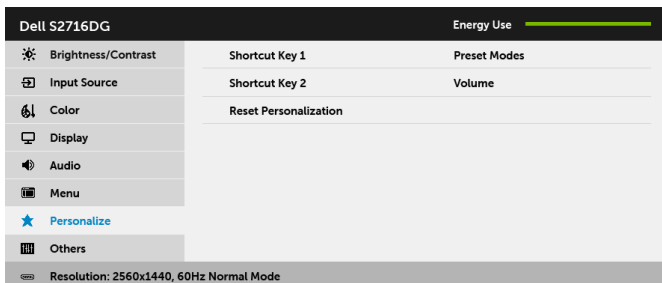 Dell S2716DG Energy Use
Brightness/Contrast Shortcut Key 1 Preset Modes
Input Source Shortcut Key 2 Volume
Color Reset Personalization
Display
Audio
Menu
Personalize
Others
Resolution: 2560x1440, 60Hz Normal Mode